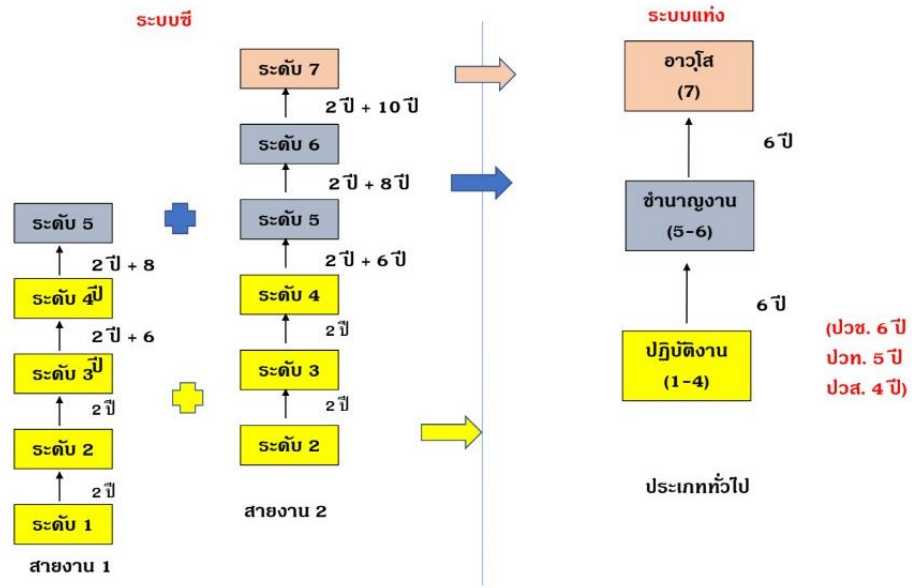 ระบบซี
ระดับ 5
2 ปี + 8
ปี
ระดับ 4
2 ปี + 6
ปี
ระดับ 3
2 ปี
ระดับ 2
2 ปี
ระดับ 1
สายงาน 1
ระดับ 7
2 ปี + 10 ปี
ระดับ 6
2 ปี + 8 ปี
ระดับ 5
2 ปี + 6 ปี
ระดับ 4
2 ปี
ระดับ 3
2 ปี
ระดับ 2
สายงาน 2
ระบบแท่ง
อาวุโส
(7)
6 ปี
ชำนาญงาน
(5-6)
6 ปี
ปฏิบัติงาน
(1-4)
(ปวช. 6 ปี
ปวท. 5 ปี
ปวส. 4 ปี)
ประเภททั่วไป